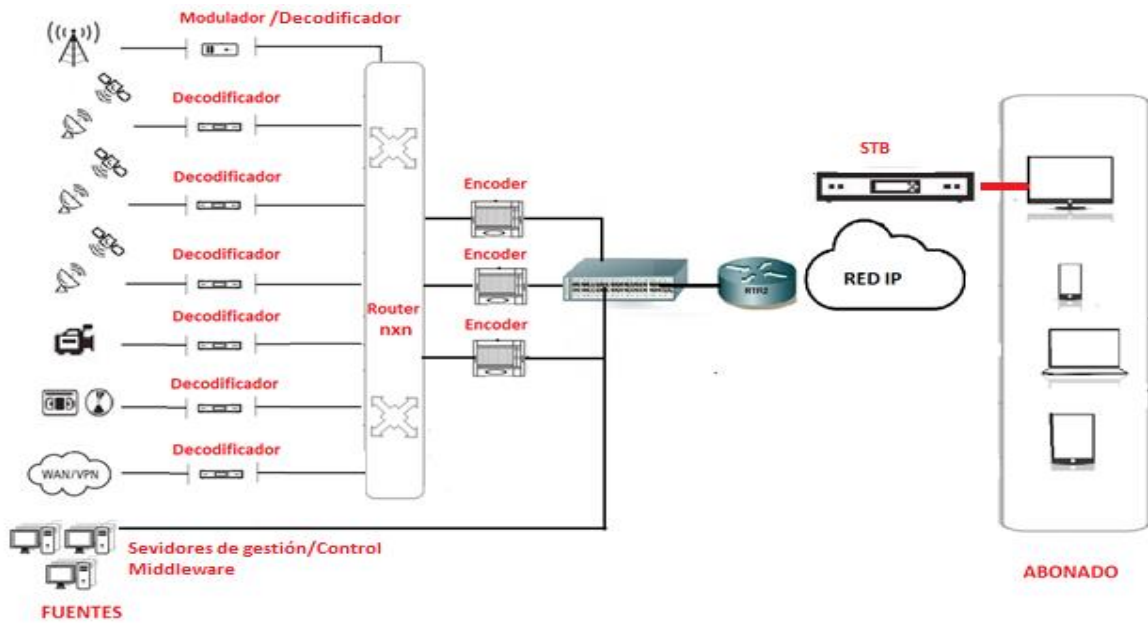 Modulador /Decodificador
Decodificador
Decodificador
Decodificador
Decodificador
Decodificador
Decodificador
WAN/VPN
Router
nxn
Encoder
Encoder
Encoder
RTR2
RED IP
STB
Sevidores de gestión/Control
Middleware
FUENTES
ABONADO